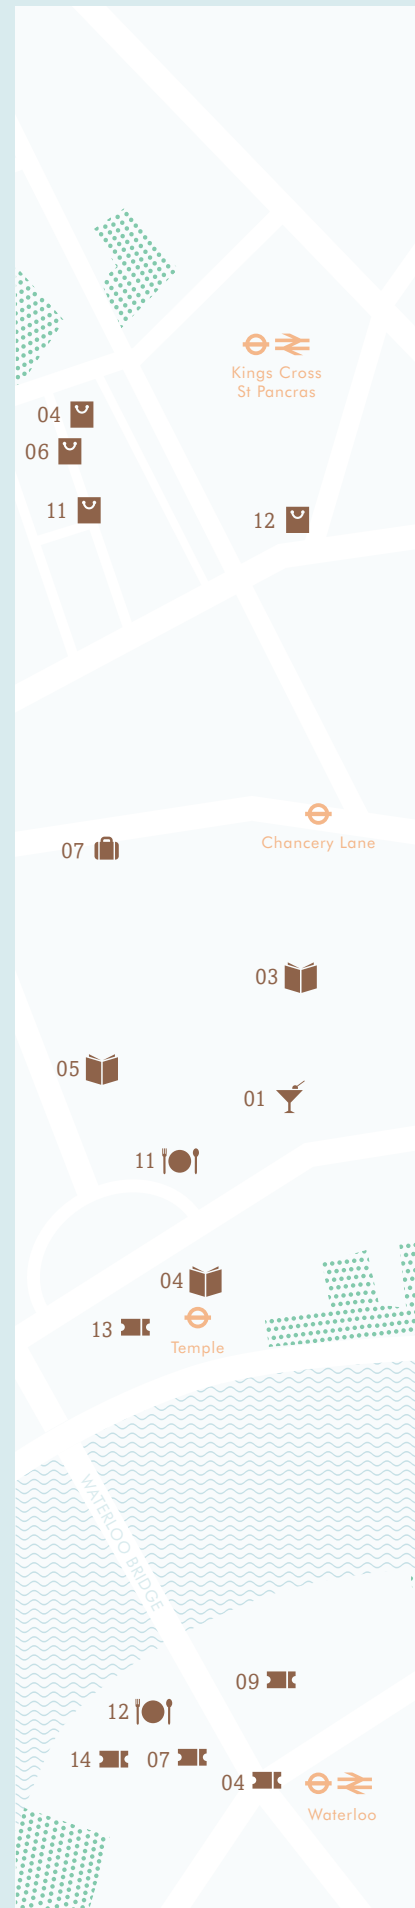 Kings Cross
St Pancras
04
06
11
12
Chancery Lane
07
03
05
01
11
04
13
Temple
WATERLOO BRIDGE
09
12
14
07
04
Waterloo